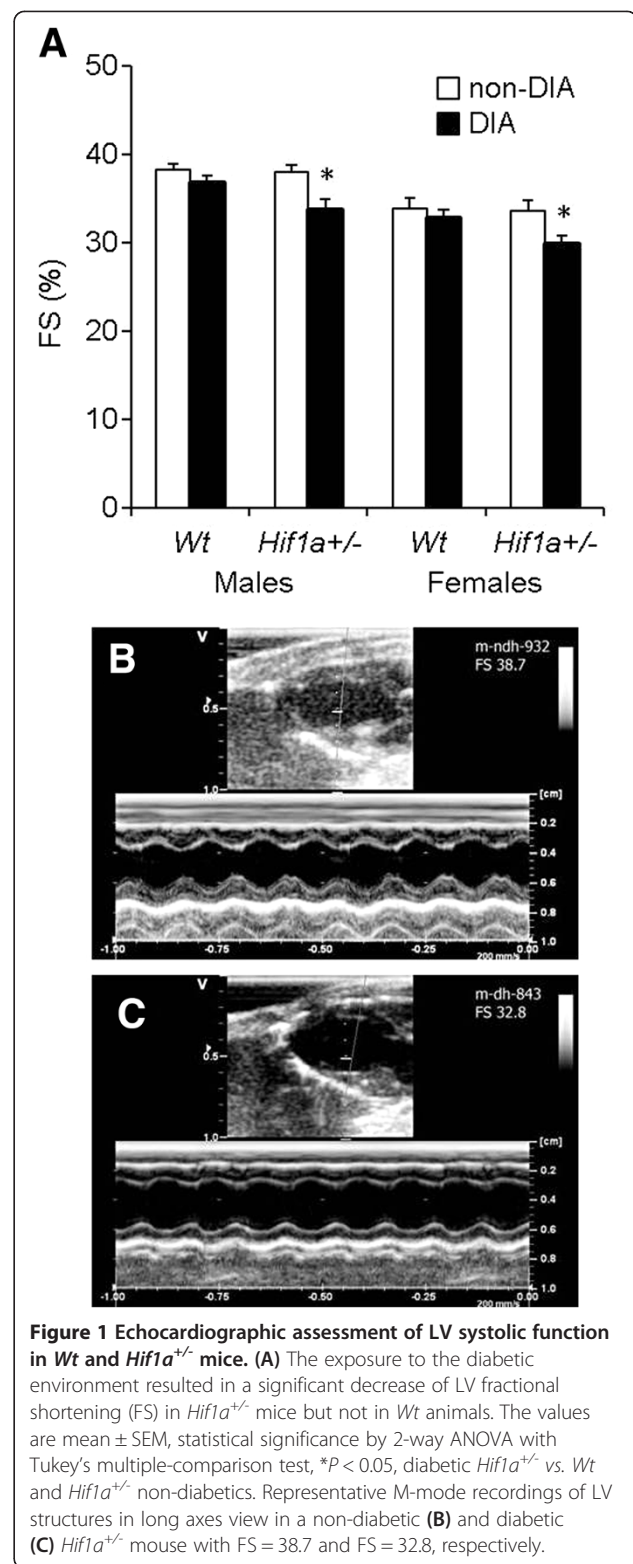 A
50
non-DIA
DIA
40
*
*
30
FS (%)
20
10
0
Wt Hif1a+/- Wt Hif1a+/-
Males Females
B
V
m-ndh-932
FS 38.7
0.5
1.0
[cm]
0.2
0.4
0.6
0.8
1.0
-1.00 -0.75 -0.50 -0.25 0.00
200 mm/s
C
V
m-dh-843
FS 32.8
0.5
1.0
[cm]
0.2
0.4
0.6
0.8
1.0
-1.00 -0.75 -0.50 -0.25 0.00
200 mm/s
Figure 1 Echocardiographic assessment of LV systolic function
in Wt and Hif1a+/- mice. (A) The exposure to the diabetic
environment resulted in a significant decrease of LV fractional
shortening (FS) in Hif1a+/- mice but not in Wt animals. The values
are mean ± SEM, statistical significance by 2-way ANOVA with
Tukey's multiple-comparison test, *P < 0.05, diabetic Hif1a+/- vs. Wt
and Hif1a+/- non-diabetics. Representative M-mode recordings of LV
structures in long axes view in a non-diabetic (B) and diabetic
(C) Hif1a+/- mouse with FS = 38.7 and FS = 32.8, respectively.